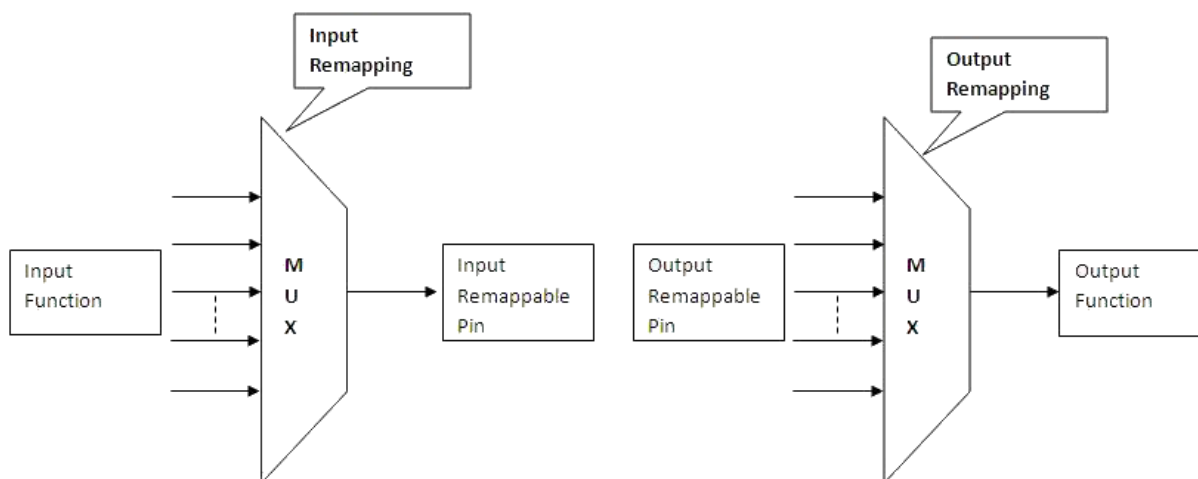 Input
Remapping
Input
Function
M
U
X
Input
Remappable
Pin
Output
Remapping
Output
Remappable
Pin
M
U
X
Output
Function